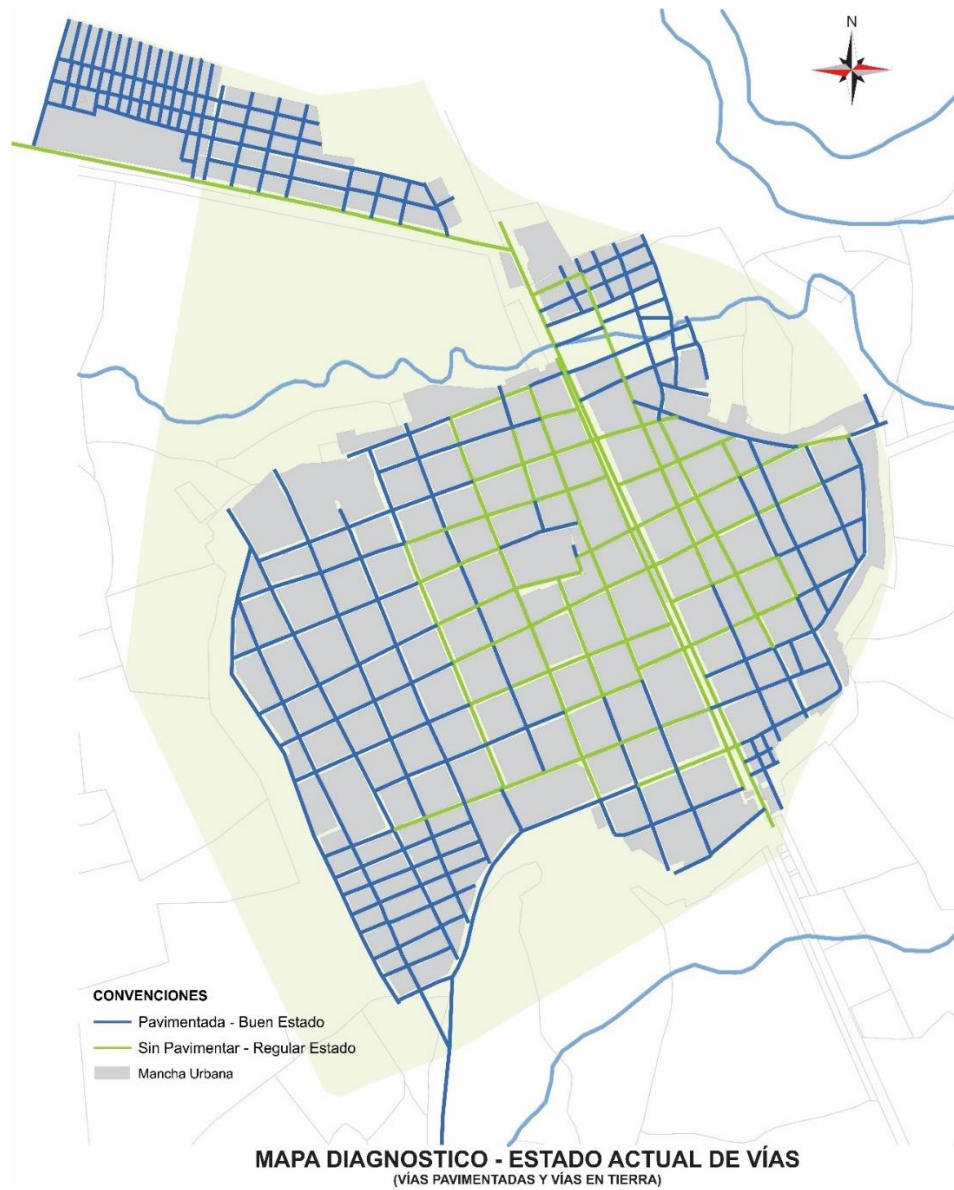 N
CONVENCIONES
Pavimentada - Buen Estado
Sin Pavimentar - Regular Estado
Mancha Urbana
MAPA DIAGNOSTICO - ESTADO ACTUAL DE VÍAS
(VÍAS PAVIMENTADAS Y VÍAS EN TIERRA)